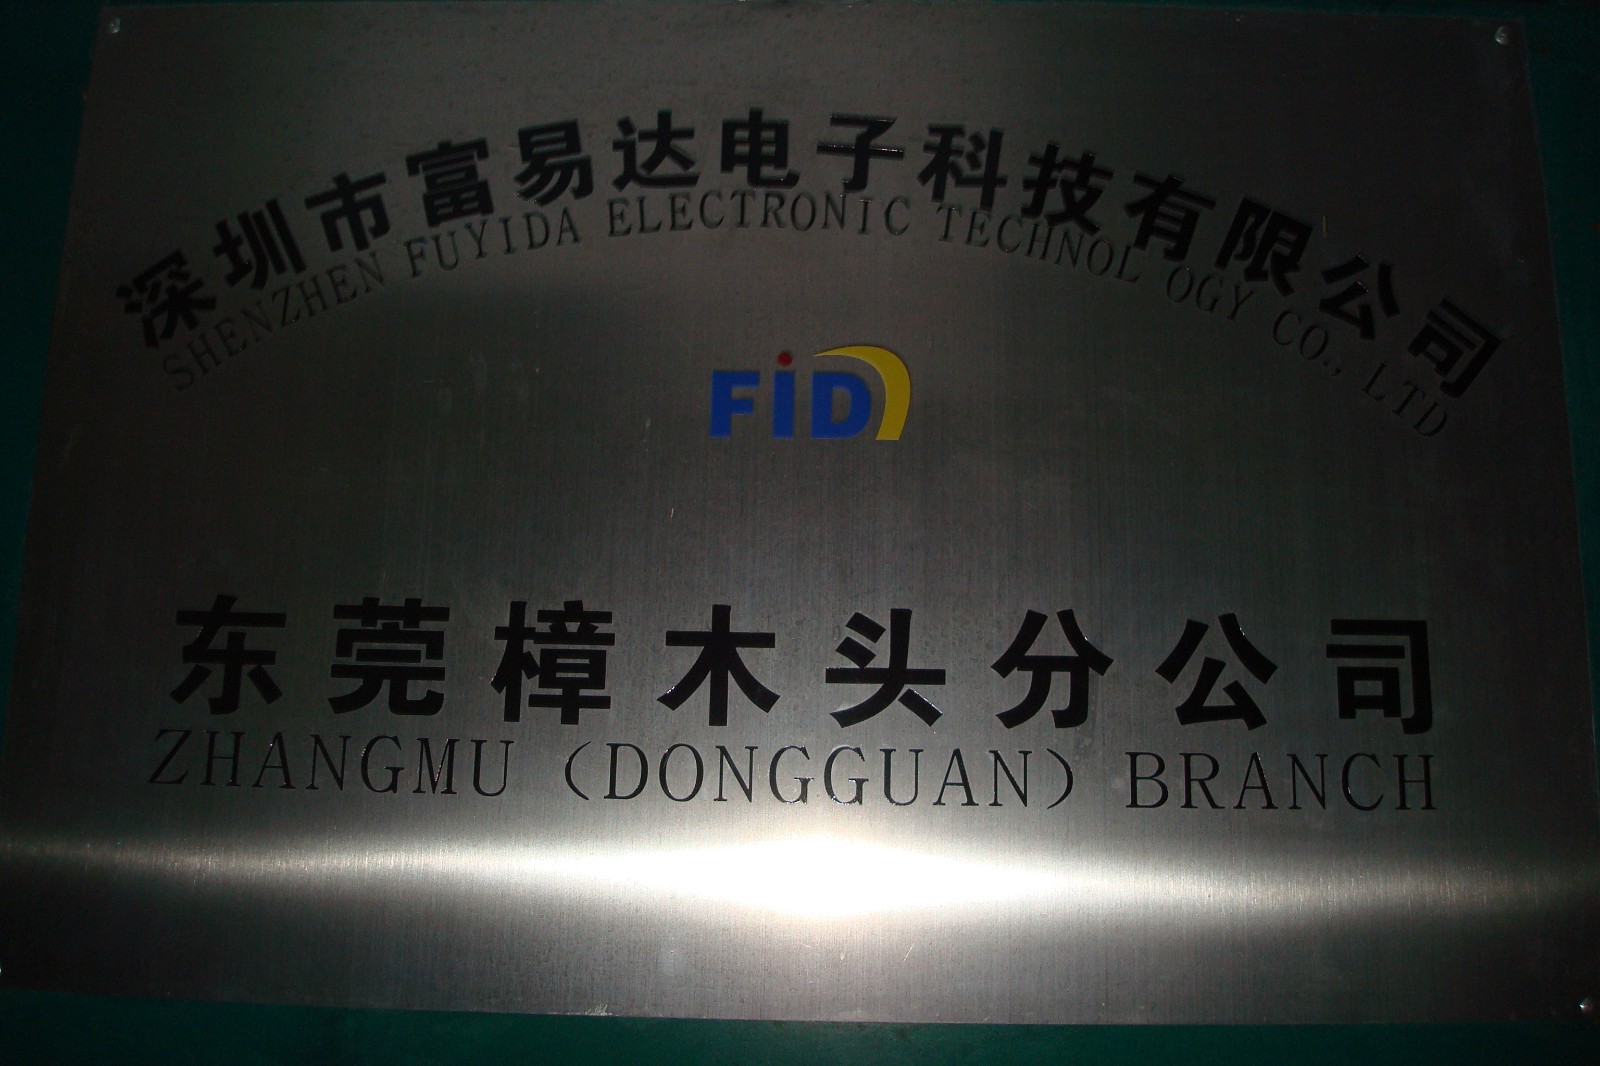 深圳市富易达电子科技有限公司
SHENZHEN FUYIDA ELECTRONIC TECHNOL OGY CO., LTD
FiD
东莞樟木头分公司
ZHANGMU（DONGGUAN）BRANCH